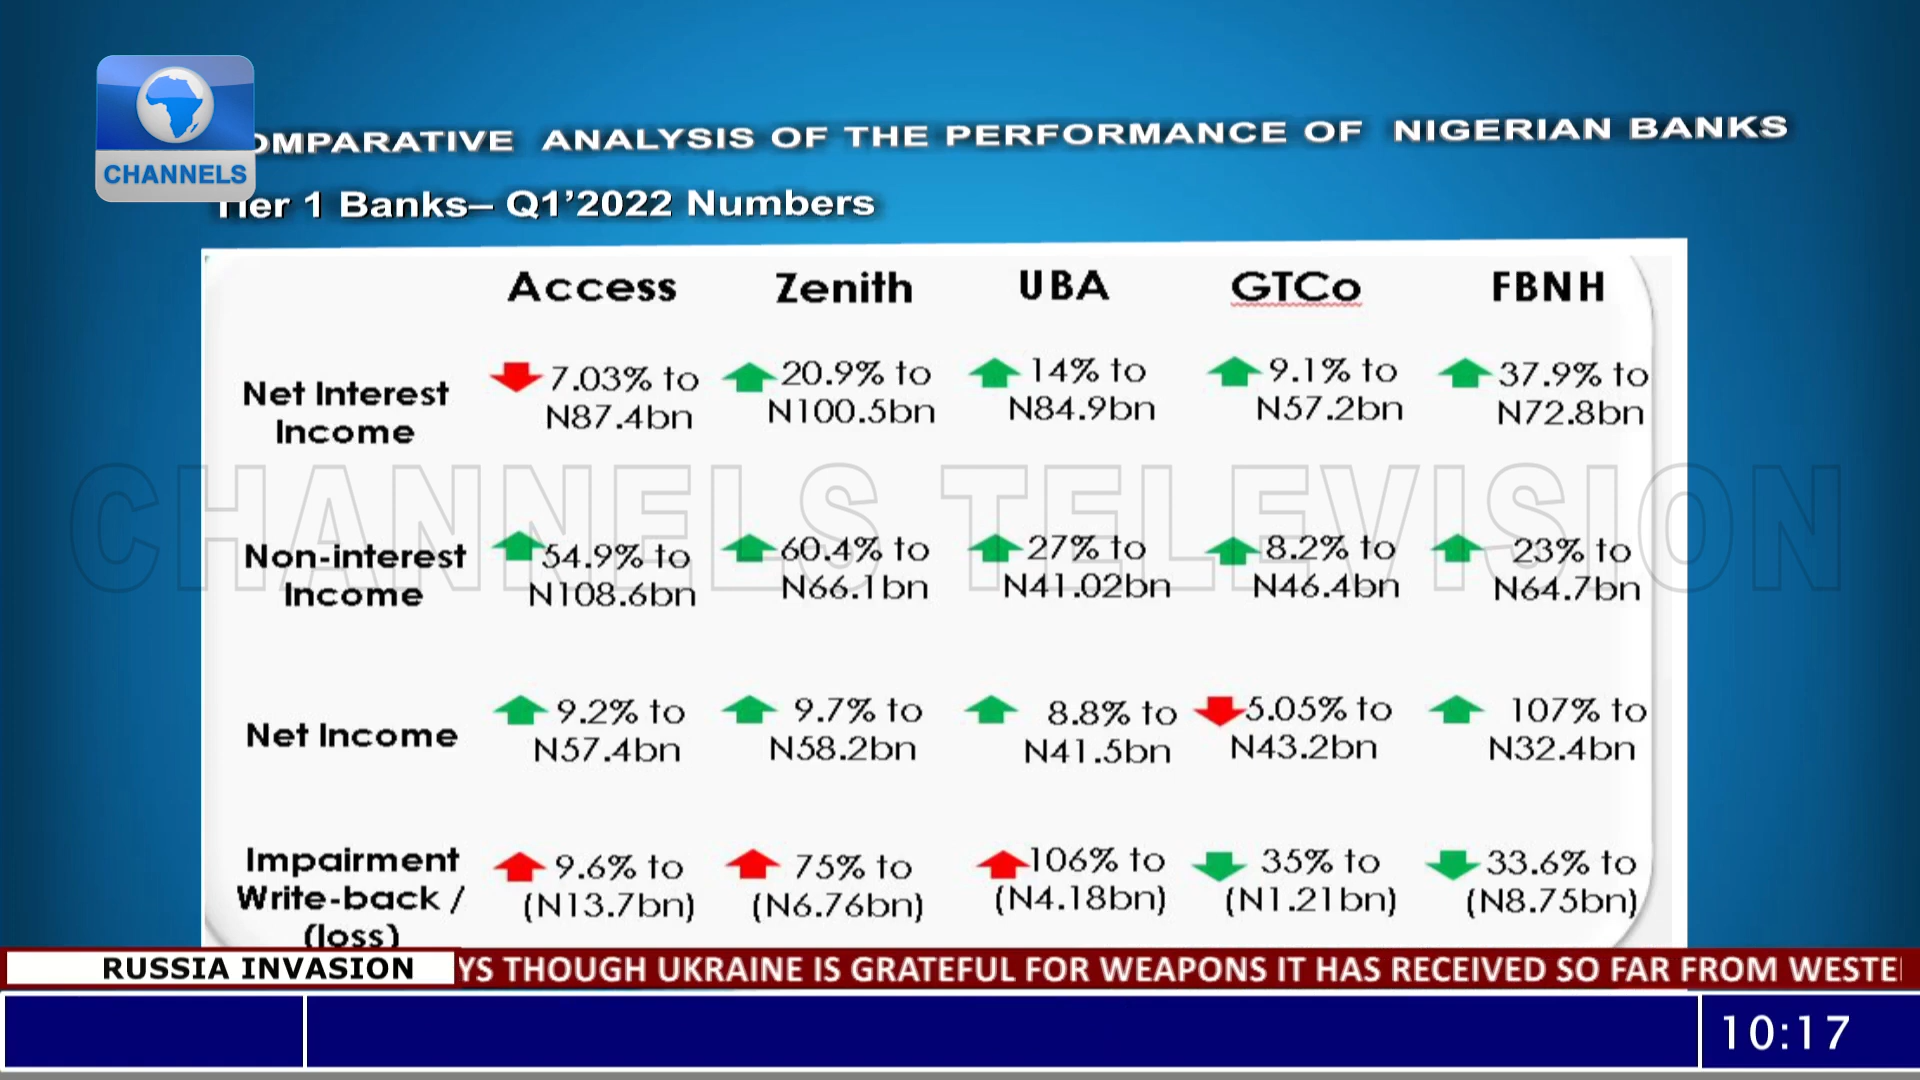 CHANNELS
OMPARATIVE ANALYSIS OF THE PERFORMANCE OF NIGERIAN BANKS
Tier 1 Banks– Q1’2022 Numbers
Access Zenith UBA GTCo FBNH
Net Interest Income
7.03% to N87.4bn
20.9% to N100.5bn
14% to N84.9bn
9.1% to N57.2bn
37.9% to N72.8bn
CHANNELS TELEVISION
Non-interest Income
54.9% to N108.6bn
60.4% to N66.1bn
27% to N41.02bn
8.2% to N46.4bn
23% to N64.7bn
Net Income
9.2% to N57.4bn
9.7% to N58.2bn
8.8% to N41.5bn
5.05% to N43.2bn
107% to N32.4bn
Impairment Write-back / (loss)
9.6% to (N13.7bn)
75% to (N6.76bn)
106% to (N4.18bn)
35% to (N1.21bn)
33.6% to (N8.75bn)
RUSSIA INVASION YS THOUGH UKRAINE IS GRATEFUL FOR WEAPONS IT HAS RECEIVED SO FAR FROM WESTE
10:17